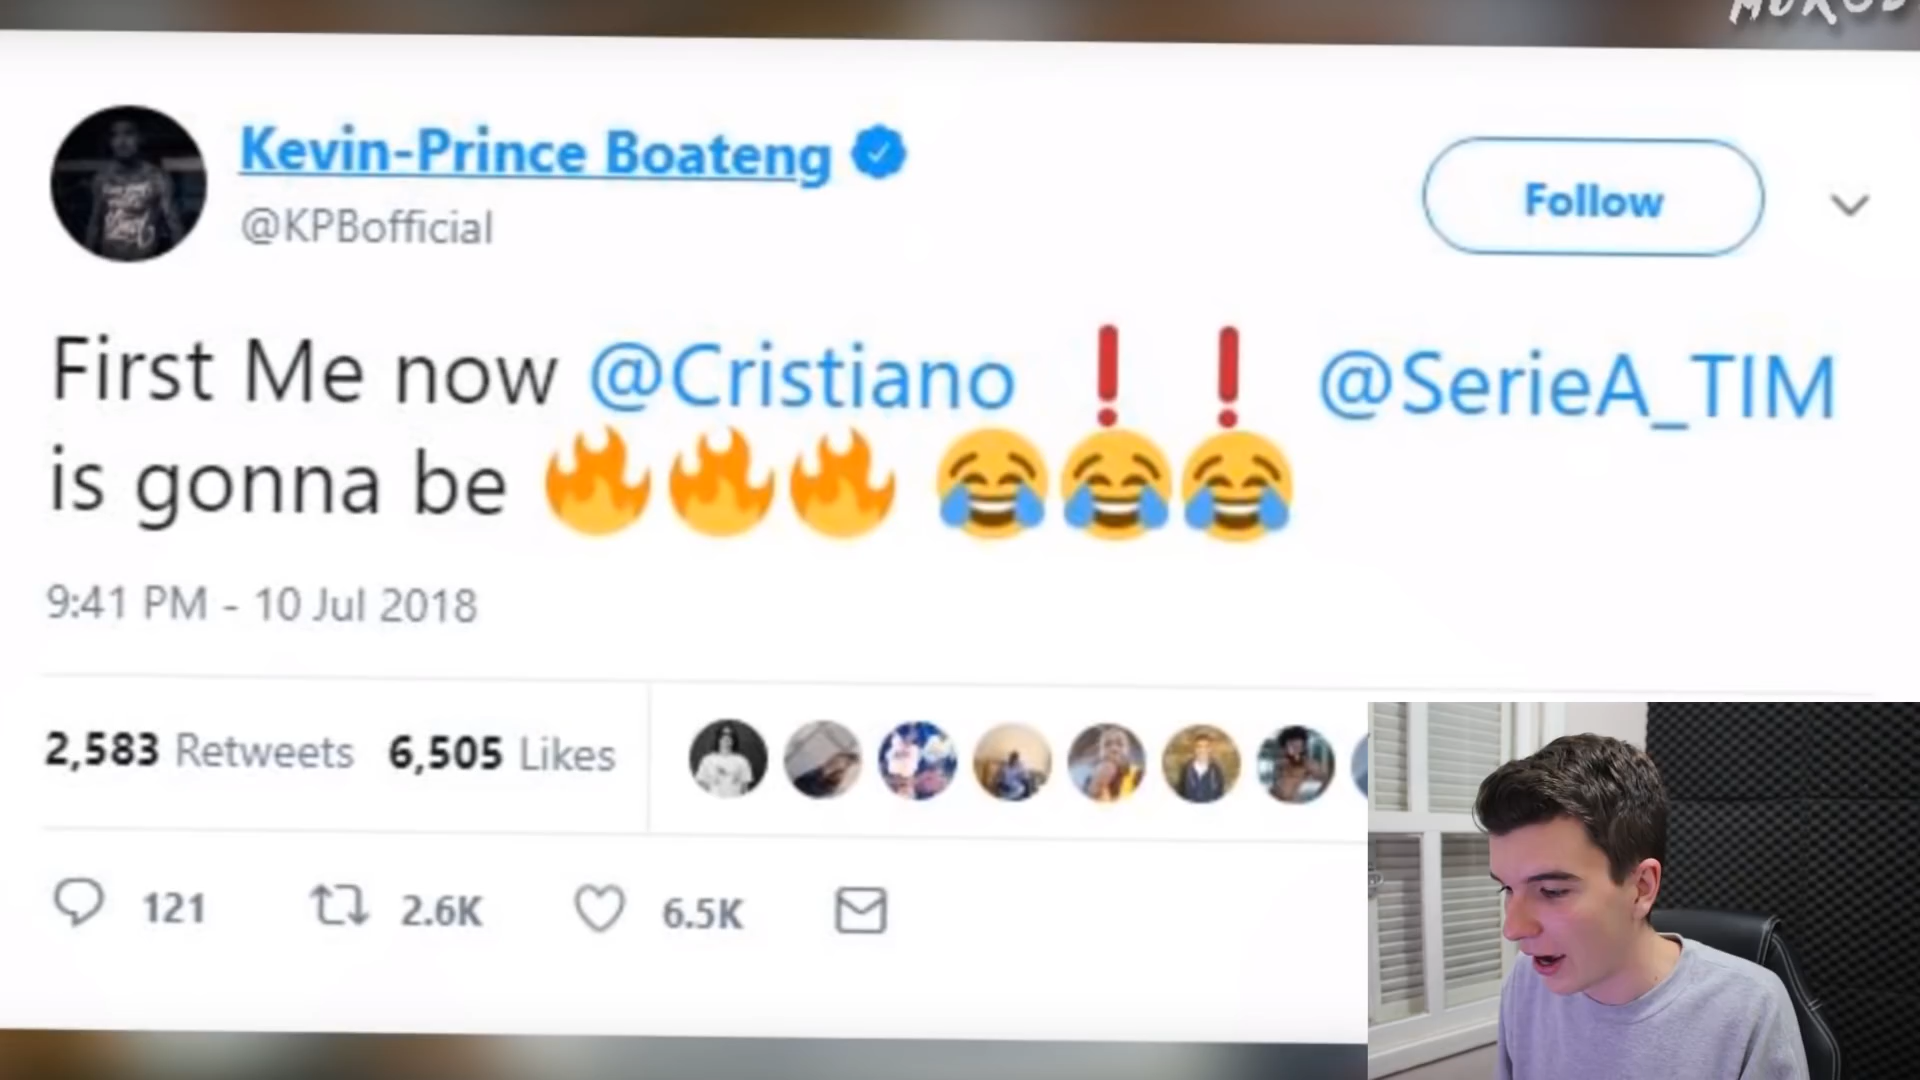 Kevin-Prince Boateng
@KPBofficial
Follow
First Me now @Cristiano ❗❗ @SerieA_TIM
is gonna be 🔥🔥🔥 😂😂😂
9:41 PM - 10 Jul 2018
2,583 Retweets 6,505 Likes
121 2.6K 6.5K